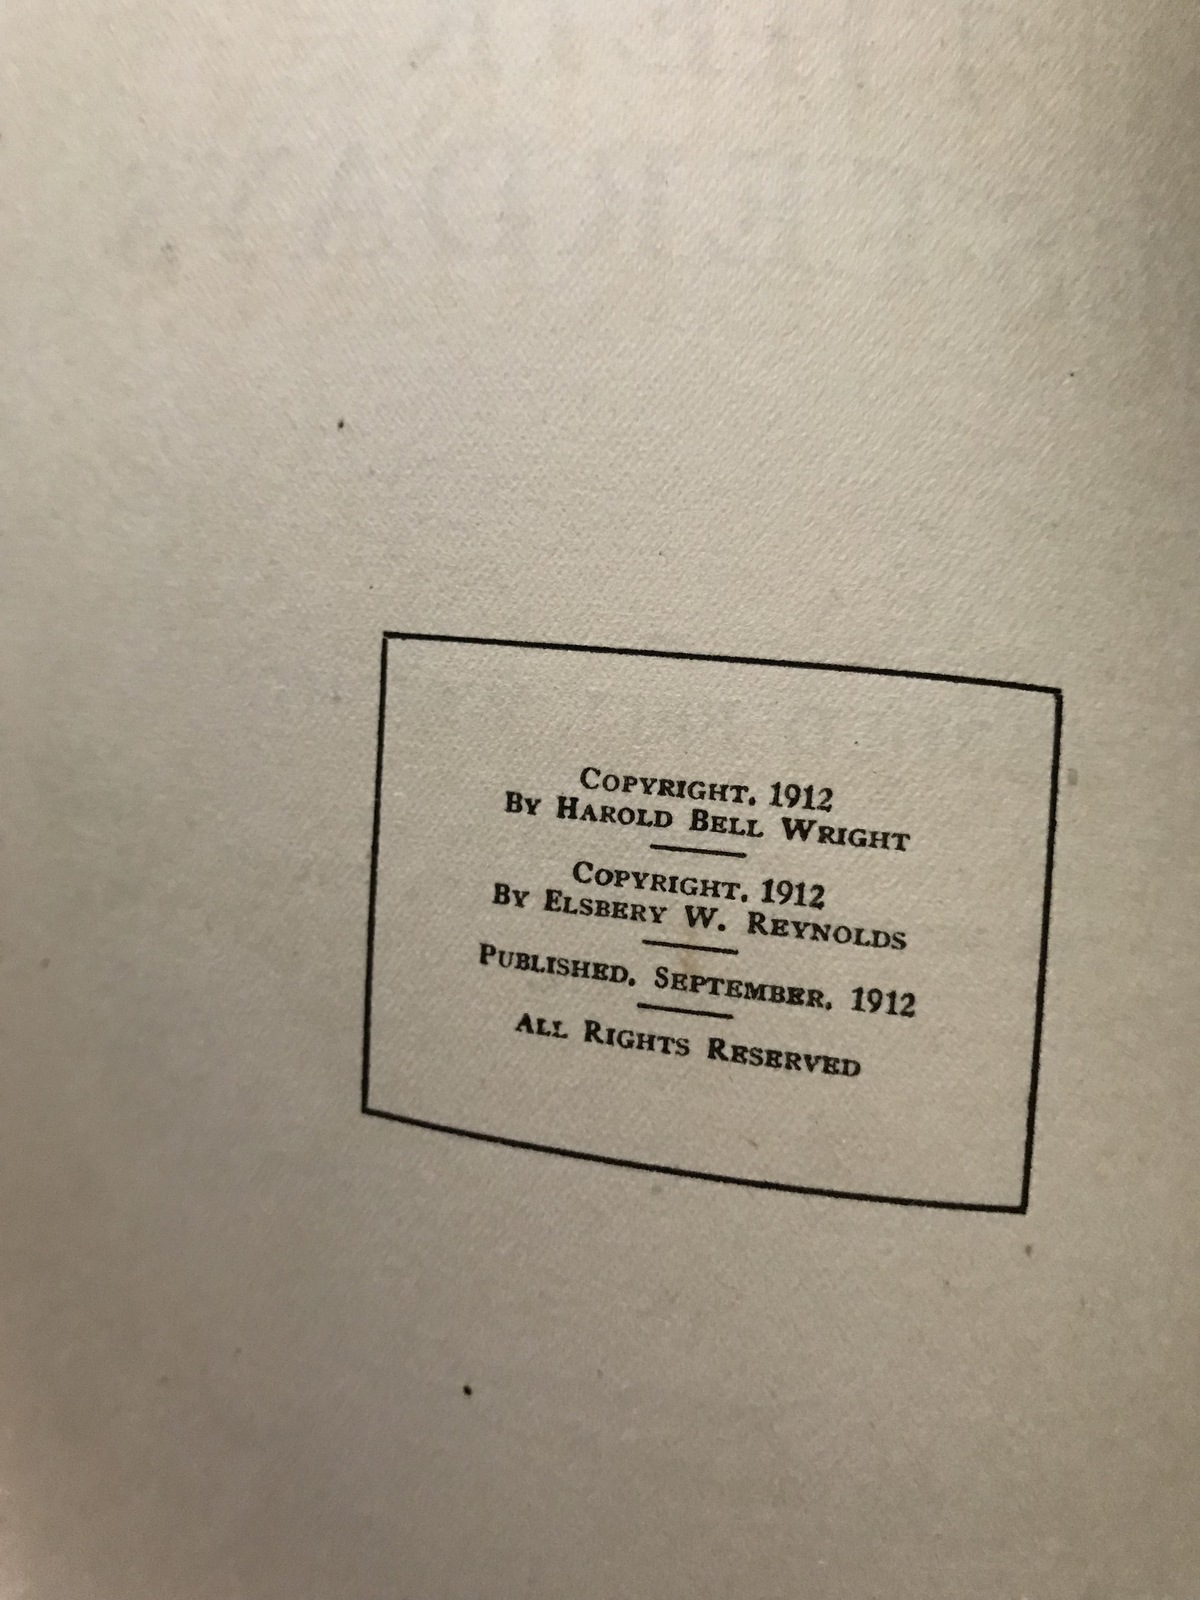 COPYRIGHT, 1912
BY HAROLD BELL WRIGHT
COPYRIGHT, 1912
BY ELSBERY W. REYNOLDS
PUBLISHED, SEPTEMBER, 1912
ALL RIGHTS RESERVED